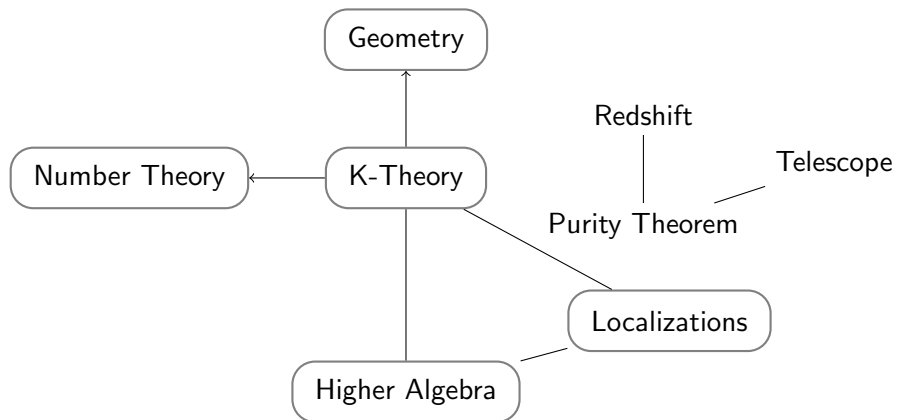 Geometry
Redshift
Telescope
Number Theory
K-Theory
Purity Theorem
Localizations
Higher Algebra